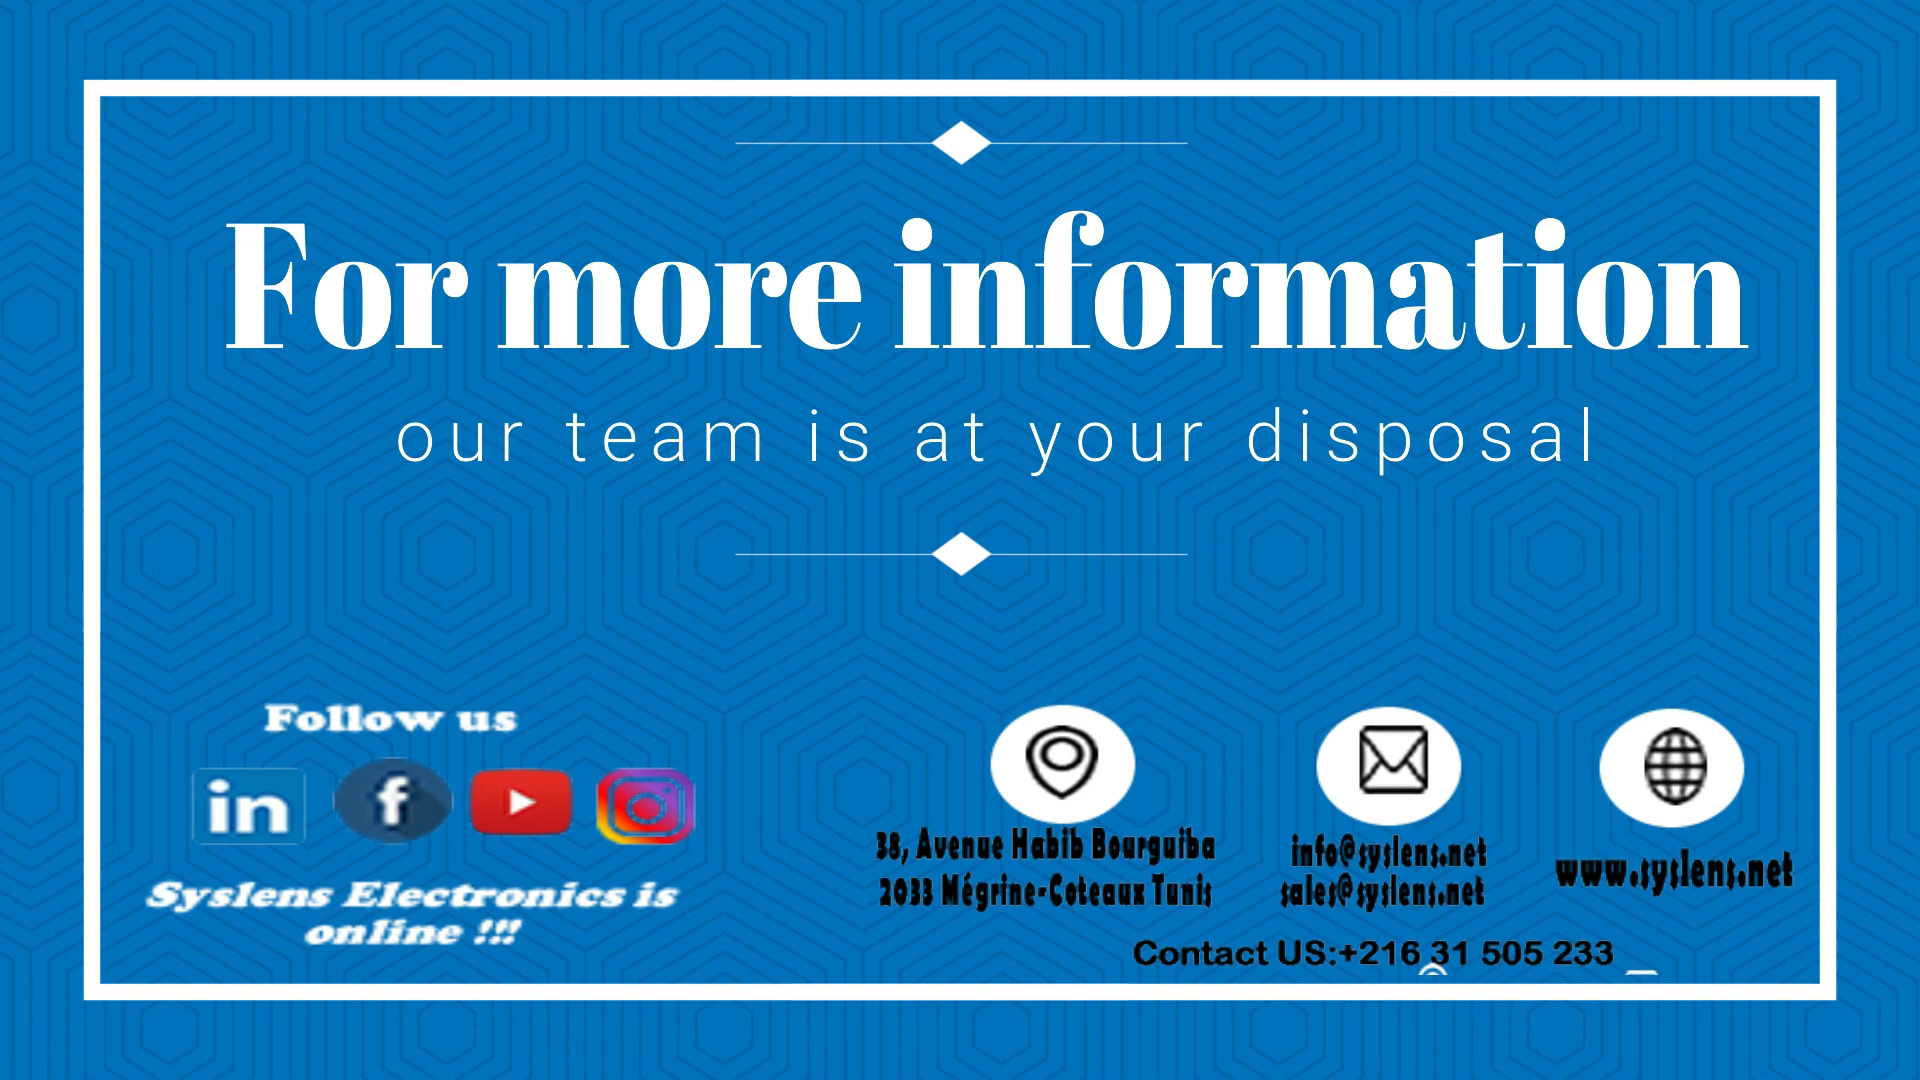 For more information
our team is at your disposal
Follow us
in
f
Syslens Electronics is
online !!!
38, Avenue Habib Bourguiba
2033 Mégrine-Coteaux Tunis
info@syslens.net
sales@syslens.net
www.syslens.net
Contact US:+216 31 505 233